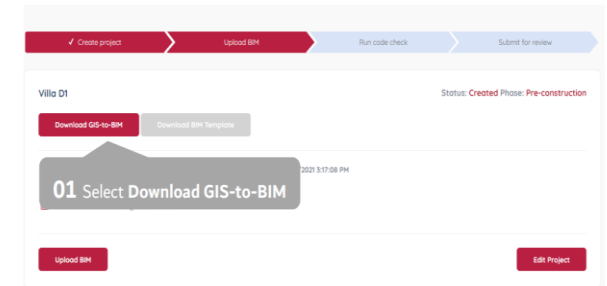 ✓ Create project
Upload BIM
Run code check
Submit for review
Villa D1
Status: Created Phase: Pre-construction
Download GIS-to-BIM
Download BIM Template
2021 3:17:08 PM
01 Select Download GIS-to-BIM
Upload BIM
Edit Project